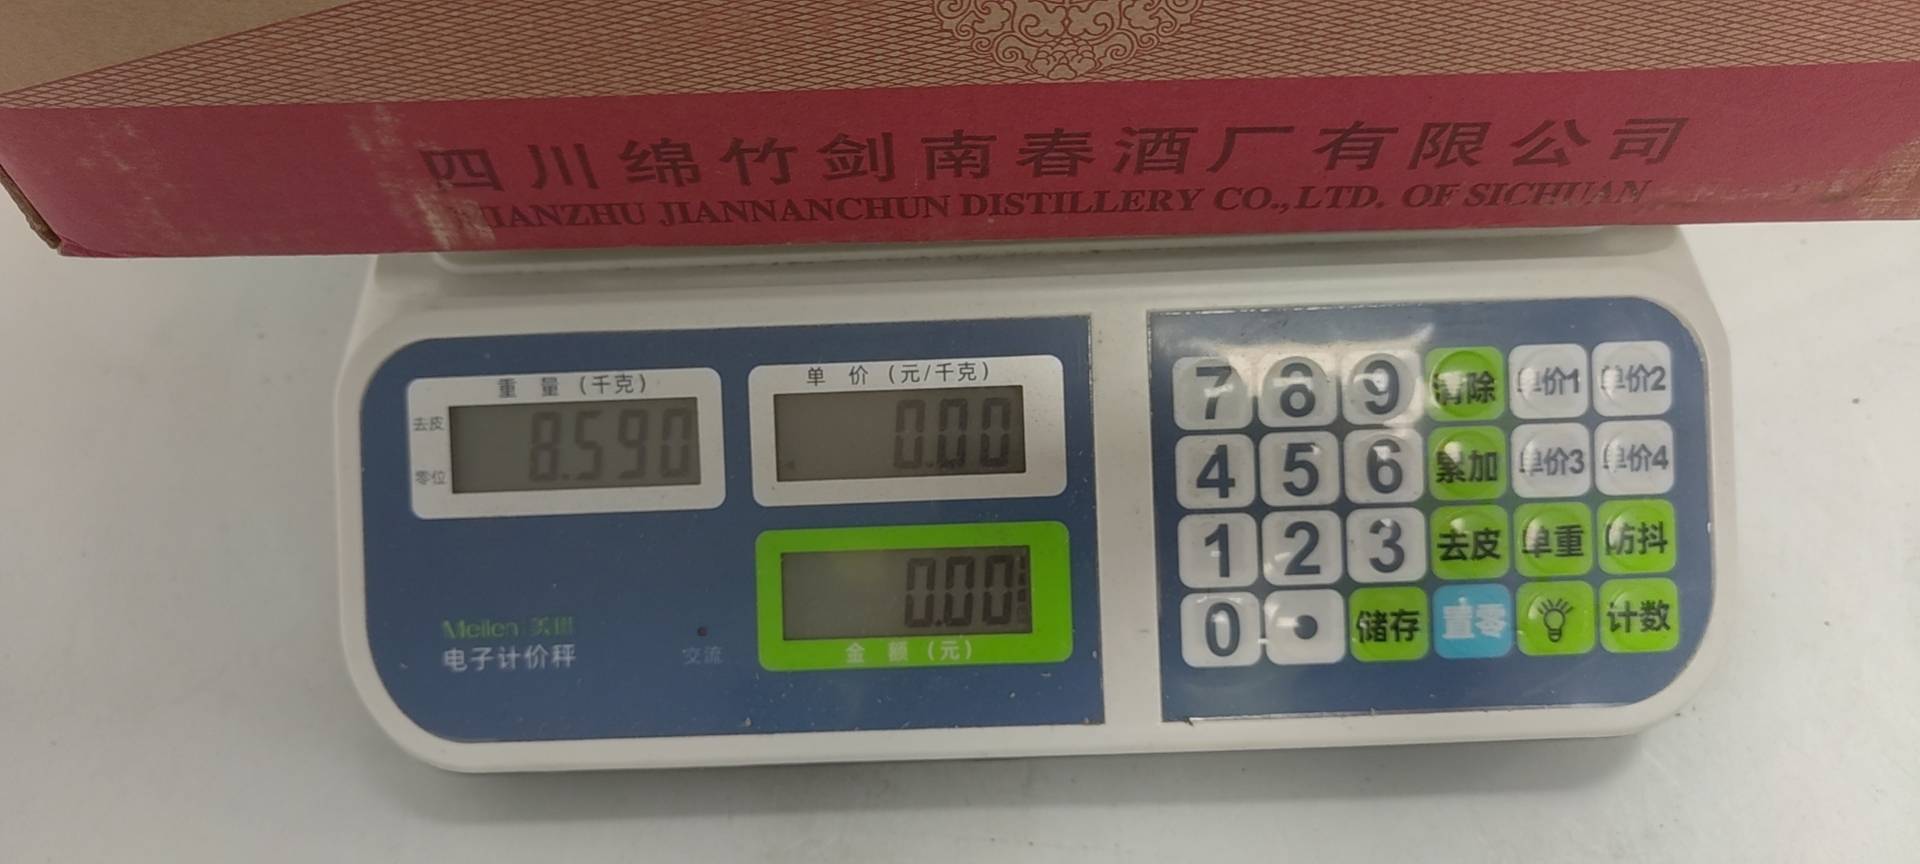 四川绵竹剑南春酒厂有限公司
MIANZHU JIANNANCHUN DISTILLERY CO.,LTD. OF SICHUAN
重 量 (千克)
去皮
零位
8.590
单 价 (元/千克)
0.00
0.00
金 额 (元)
Meilen 美琳
电子计价秤
交流
7 8 9 清除 单价1 单价2
4 5 6 累加 单价3 单价4
1 2 3 去皮 单重 防抖
0 . 储存 置零 计数